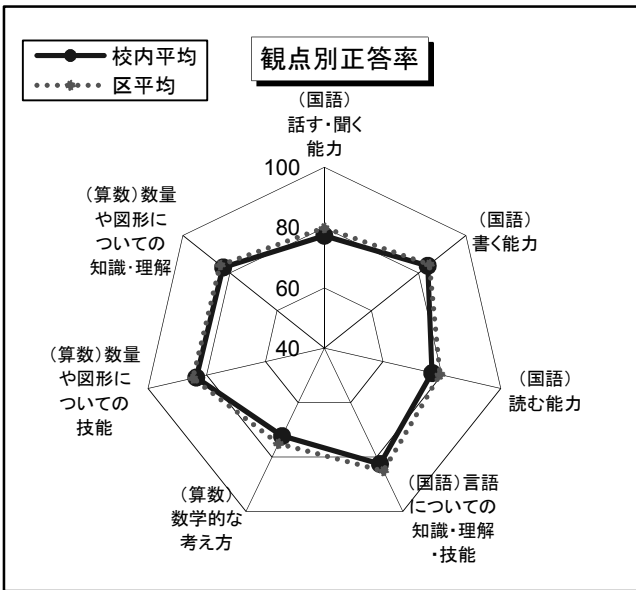 校内平均
区平均
観点別正答率
(国語)
話す・聞く
能力
(国語)
書く能力
(国語)
読む能力
(国語)言語
についての
知識・理解
・技能
(算数)
数学的な
考え方
(算数)数量
や図形に
ついての
技能
(算数)数量
や図形に
ついての
知識・理解
100
80
60
40